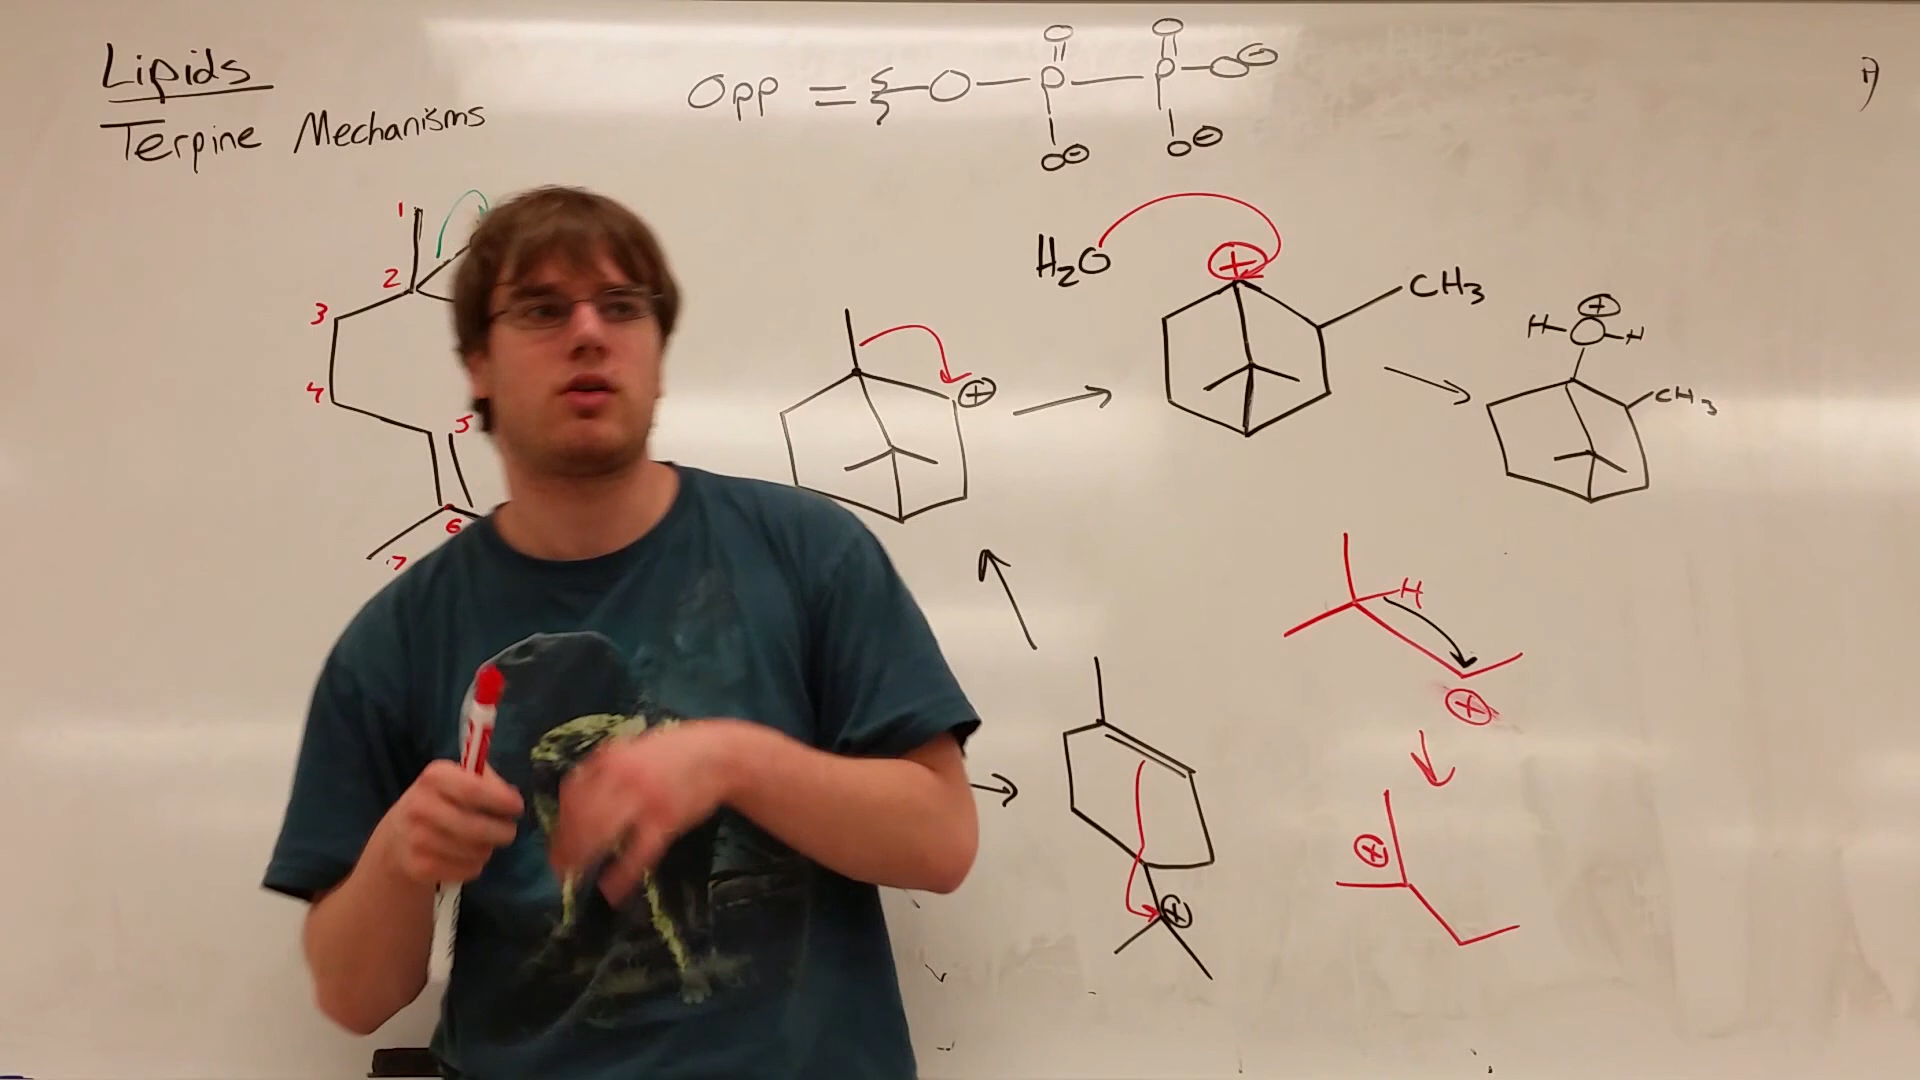 Lipids
Terpine Mechanisms
Opp = O P P O⊖
O O
O⊖ O⊖
1
2
3
4
5
6
7
H2O
⊕
CH3
⊕
H-O-H
CH3
⊕
H
⊕
⊕
⊕